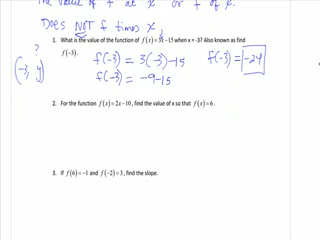 The value of f at x or f of x.
Does NOT f times x
1. What is the value of the function of f(x)=3x-15 when x = -3? Also known as find
f(-3).
?
(-3, y)
f(-3) = 3(-3)-15
f(-3) = -9-15
f(-3) = -24
2. For the function f(x)=2x-10, find the value of x so that f(x)=6.
3. If f(6)=-1 and f(-2)=3, find the slope.